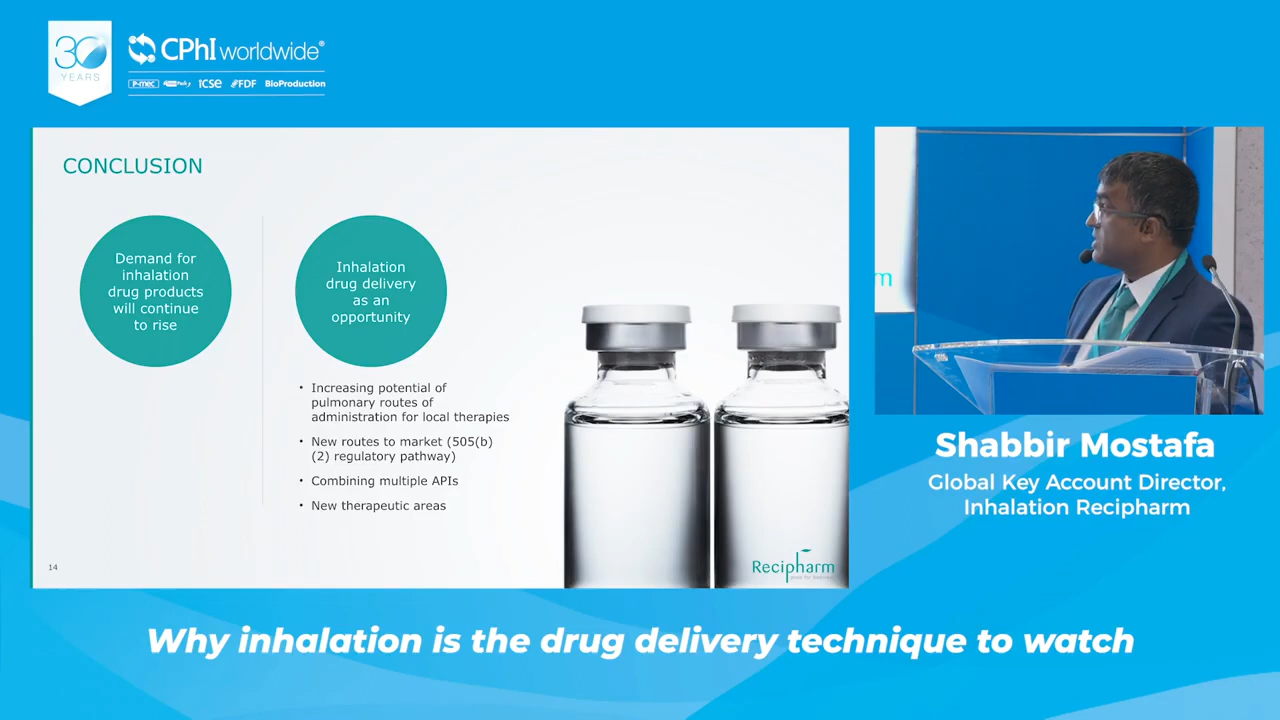 30
YEARS
CPhI worldwide®
P-MEC
iCSE
FDF
BioProduction
CONCLUSION
Demand for
inhalation
drug products
will continue
to rise
Inhalation
drug delivery
as an
opportunity
• Increasing potential of
pulmonary routes of
administration for local therapies
• New routes to market (505(b)
(2) regulatory pathway)
• Combining multiple APIs
• New therapeutic areas
14
Recipharm
m
Shabbir Mostafa
Global Key Account Director,
Inhalation Recipharm
Why inhalation is the drug delivery technique to watch